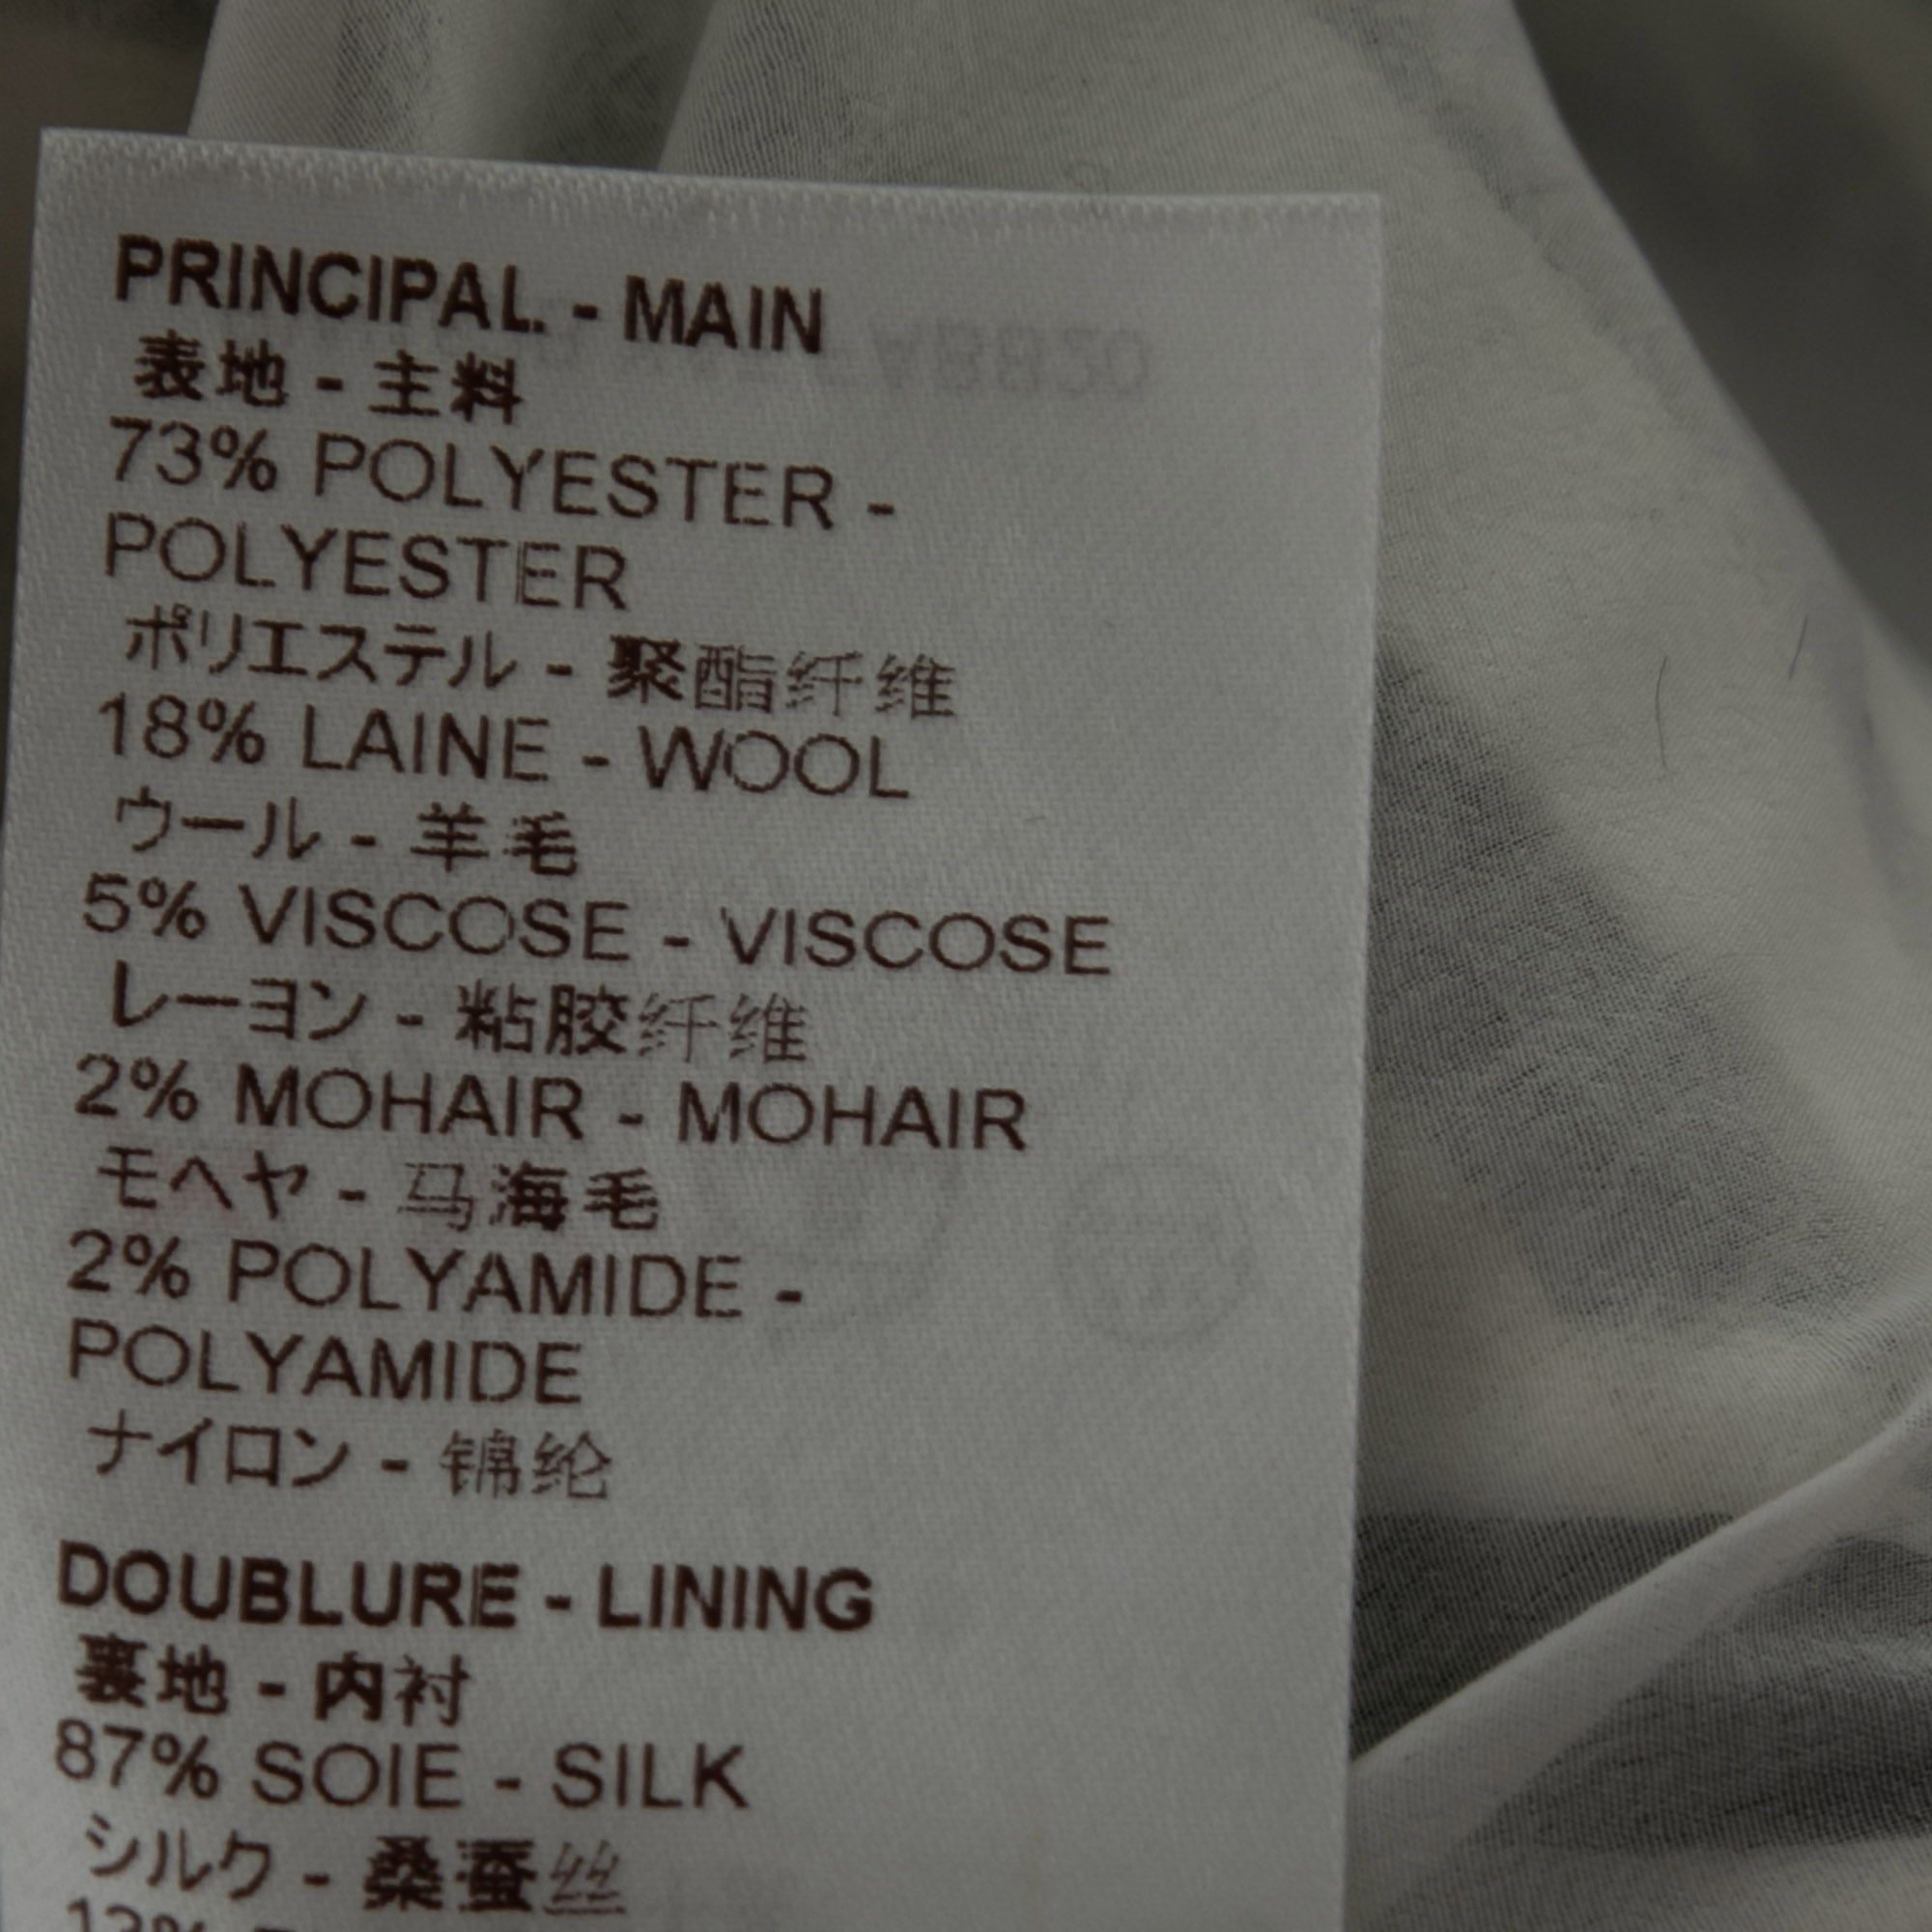 PRINCIPAL - MAIN
表地 - 主料
73% POLYESTER -
POLYESTER
ポリエステル - 聚酯纤维
18% LAINE - WOOL
ウール - 羊毛
5% VISCOSE - VISCOSE
レーヨン - 粘胶纤维
2% MOHAIR - MOHAIR
モヘヤ - 马海毛
2% POLYAMIDE -
POLYAMIDE
ナイロン - 锦纶
DOUBLURE - LINING
裏地 - 内衬
87% SOIE - SILK
シルク - 桑蚕丝
13%